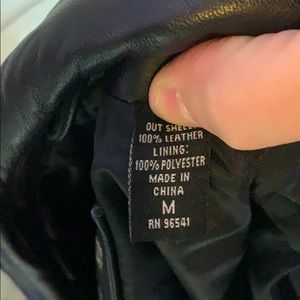 OUT SHELL
100% LEATHER
LINING:
100% POLYESTER
MADE IN
CHINA
M
RN 96541